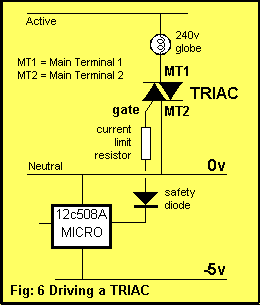 Active
240v
globe
MT1 = Main Terminal 1
MT2 = Main Terminal 2
MT1
TRIAC
MT2
gate
current
limit
resistor
Neutral
0v
safety
diode
12c508A
MICRO
-5v
Fig: 6 Driving a TRIAC